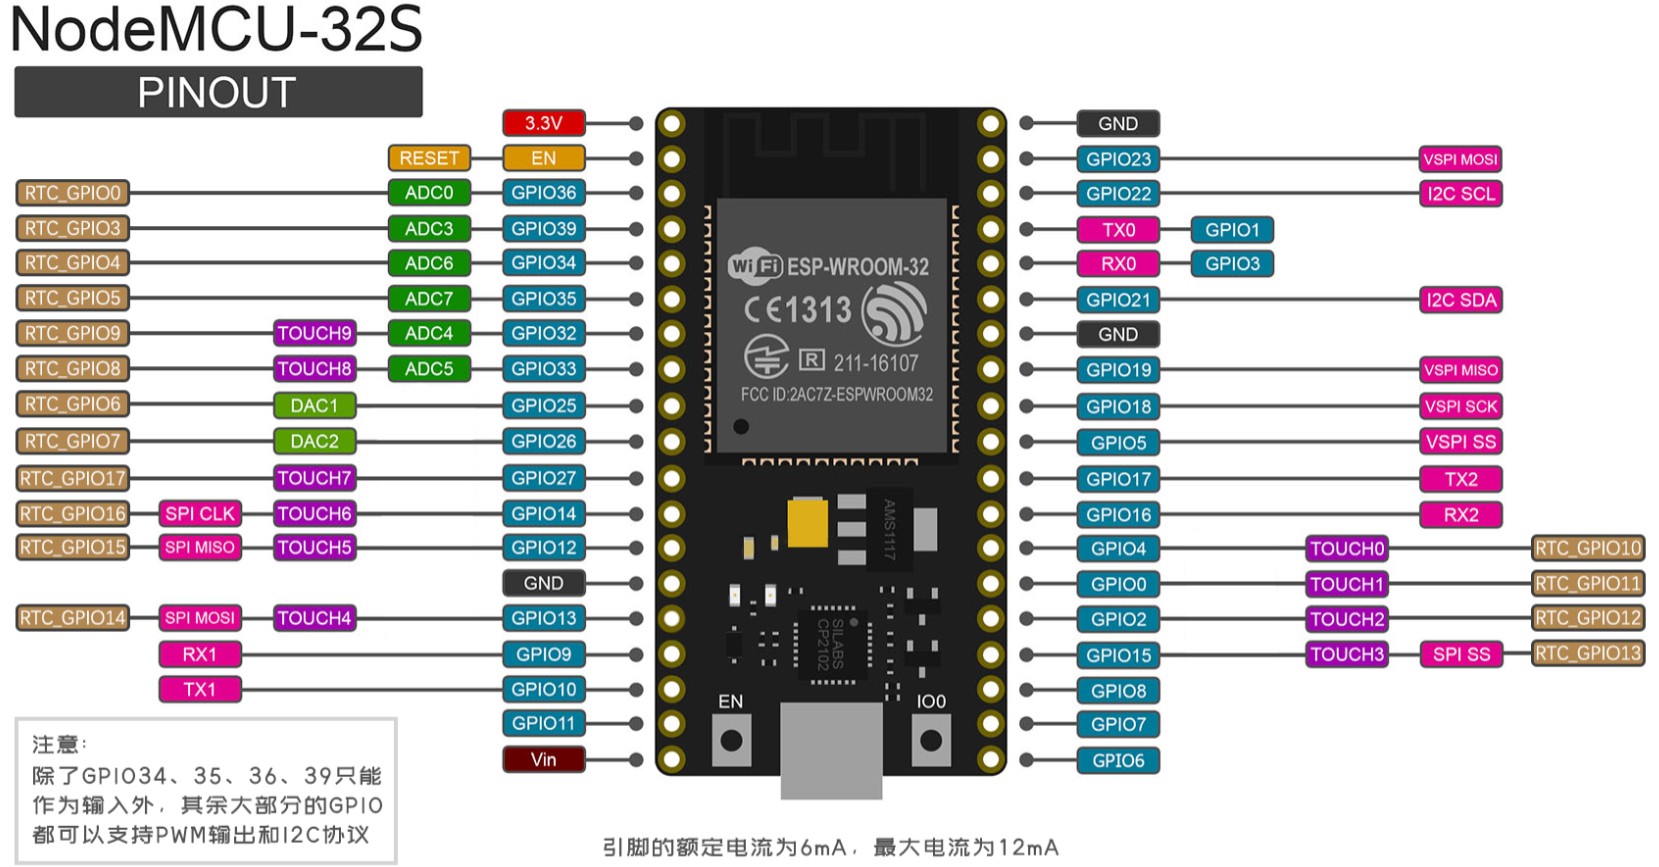 NodeMCU-32S
PINOUT
3.3V
RESET EN
RTC_GPIO0 ADC0 GPIO36
RTC_GPIO3 ADC3 GPIO39
RTC_GPIO4 ADC6 GPIO34
RTC_GPIO5 ADC7 GPIO35
RTC_GPIO9 TOUCH9 ADC4 GPIO32
RTC_GPIO8 TOUCH8 ADC5 GPIO33
RTC_GPIO6 DAC1 GPIO25
RTC_GPIO7 DAC2 GPIO26
RTC_GPIO17 TOUCH7 GPIO27
RTC_GPIO16 SPI CLK TOUCH6 GPIO14
RTC_GPIO15 SPI MISO TOUCH5 GPIO12
GND
RTC_GPIO14 SPI MOSI TOUCH4 GPIO13
RX1 GPIO9
TX1 GPIO10
GPIO11
Vin
WiFi ESP-WROOM-32
CE1313
R 211-16107
FCC ID:2AC7Z-ESPWROOM32
AMS1117
SILABS
CP2102
EN
IO0
GND
GPIO23 VSPI MOSI
GPIO22 I2C SCL
TX0 GPIO1
RX0 GPIO3
GPIO21 I2C SDA
GND
GPIO19 VSPI MISO
GPIO18 VSPI SCK
GPIO5 VSPI SS
GPIO17 TX2
GPIO16 RX2
GPIO4 TOUCH0 RTC_GPIO10
GPIO0 TOUCH1 RTC_GPIO11
GPIO2 TOUCH2 RTC_GPIO12
GPIO15 TOUCH3 SPI SS RTC_GPIO13
GPIO8
GPIO7
GPIO6
注意：
除了GPIO34、35、36、39只能
作为输入外，其余大部分的GPIO
都可以支持PWM输出和I2C协议
引脚的额定电流为6mA，最大电流为12mA